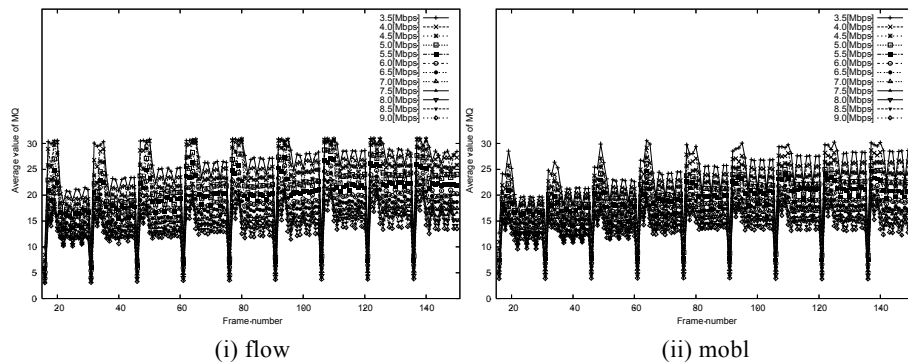 3.5[Mbps]
4.0[Mbps]
4.5[Mbps]
5.0[Mbps]
5.5[Mbps]
6.0[Mbps]
6.5[Mbps]
7.0[Mbps]
7.5[Mbps]
8.0[Mbps]
8.5[Mbps]
9.0[Mbps]
Average value of MQ
30
25
20
15
10
5
0
20 40 60 80 100 120 140
Frame-number
(i) flow
3.5[Mbps]
4.0[Mbps]
4.5[Mbps]
5.0[Mbps]
5.5[Mbps]
6.0[Mbps]
6.5[Mbps]
7.0[Mbps]
7.5[Mbps]
8.0[Mbps]
8.5[Mbps]
9.0[Mbps]
Average value of MQ
30
25
20
15
10
5
0
20 40 60 80 100 120 140
Frame-number
(ii) mobl